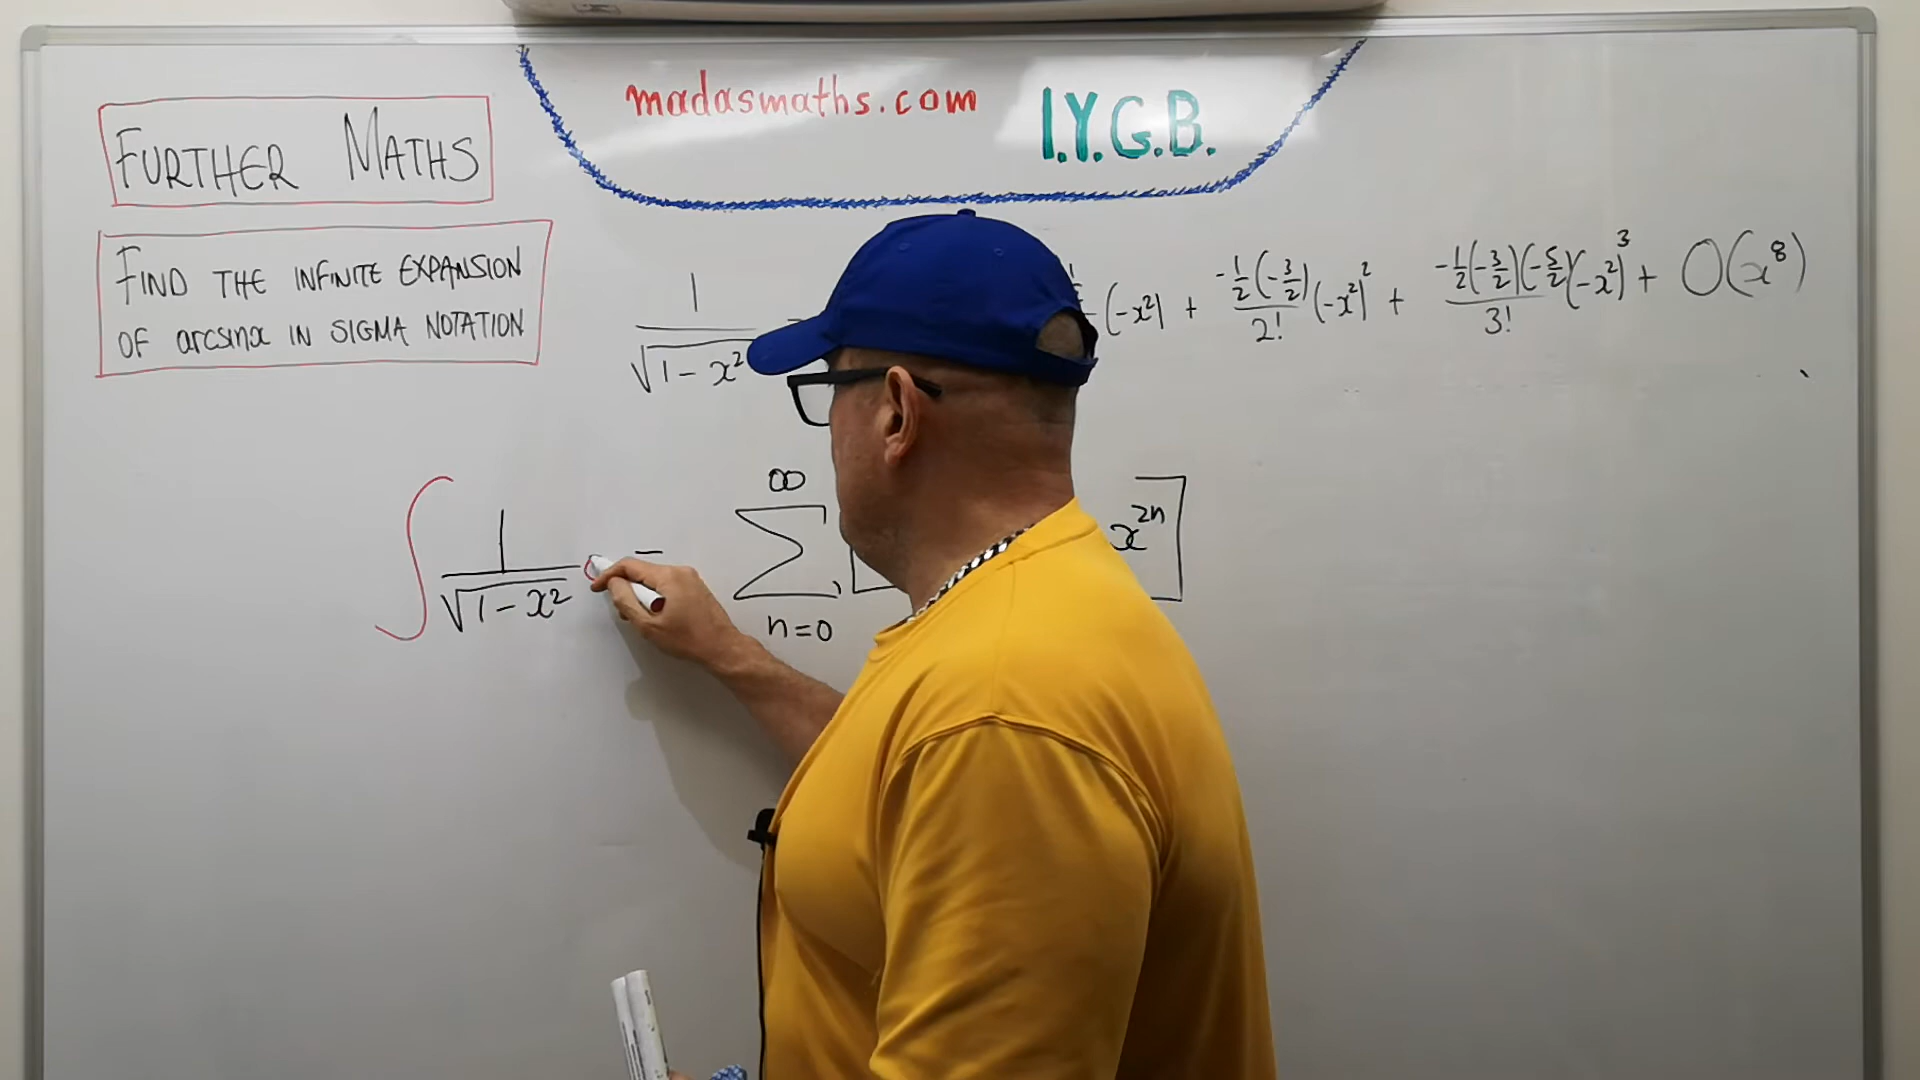 madasmaths.com I.Y.G.B.
FURTHER MATHS
FIND THE INFINITE EXPANSION
OF arcsinx IN SIGMA NOTATION
1/√(1-x²) (-x²) + -1/2(-3/2)/2! (-x²)² + -1/2(-3/2)(-5/2)/3! (-x²)³ + O(x⁸)
∫ 1/√(1-x²) = ∑ n=0 ∞ [ x²ⁿ ]